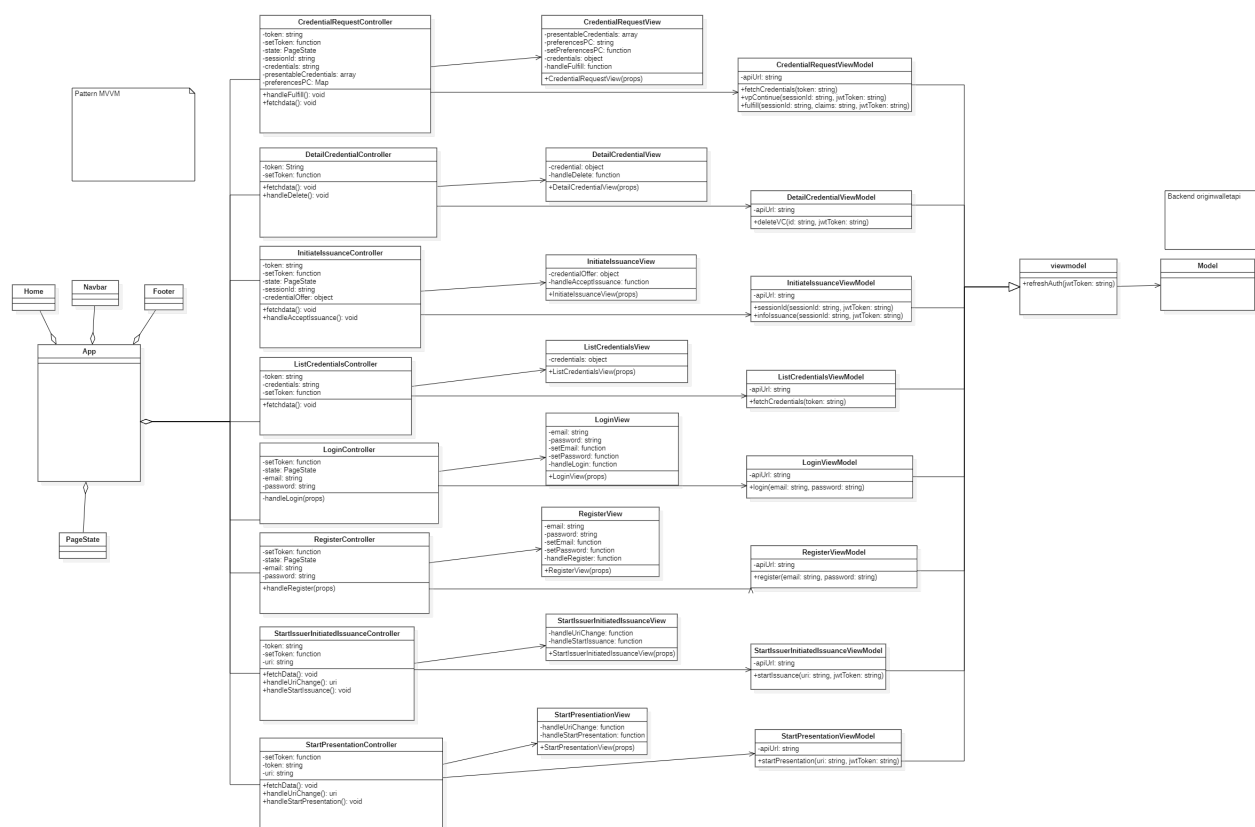 Pattern MVVM
Home
Navbar
Footer
App
PageState
CredentialRequestController
-token: string
-setToken: function
-state: PageState
-sessionId: string
-credentials: string
-presentableCredentials: array
-preferencesPC: Map
+handleFulfill(): void
+fetchdata(): void
CredentialRequestView
-presentableCredentials: array
-preferencesPC: string
-setPreferencesPC: function
-credentials: object
-handleFulfill: function
+CredentialRequestView(props)
CredentialRequestViewModel
-apiUrl: string
+fetchCredentials(token: string)
+vpContinue(sessionId: string, jwtToken: string)
+fulfill(sessionId: string, claims: string, jwtToken: string)
DetailCredentialController
-token: String
-setToken: function
+fetchdata(): void
+handleDelete(): void
DetailCredentialView
-credential: object
-handleDelete: function
+DetailCredentialView(props)
DetailCredentialViewModel
-apiUrl: string
+deleteVC(id: string, jwtToken: string)
InitiateIssuanceController
-token: string
-setToken: function
-state: PageState
-sessionId: string
-credentialOffer: object
+fetchdata(): void
+handleAcceptIssuance(): void
InitiateIssuanceView
-credentialOffer: object
-handleAcceptIssuance: function
+InitiateIssuanceView(props)
InitiateIssuanceViewModel
-apiUrl: string
+sessionId(sessionId: string, jwtToken: string)
+infoIssuance(sessionId: string, jwtToken: string)
ListCredentialsController
-token: string
-credentials: string
-setToken: function
+fetchdata(): void
ListCredentialsView
-credentials: object
+ListCredentialsView(props)
ListCredentialsViewModel
-apiUrl: string
+fetchCredentials(token: string)
LoginController
-setToken: function
-state: PageState
-email: string
-password: string
-handleLogin(props)
LoginView
-email: string
-password: string
-setEmail: function
-setPassword: function
-handleLogin: function
+LoginView(props)
LoginViewModel
-apiUrl: string
+login(email: string, password: string)
RegisterController
-setToken: function
-state: PageState
-email: string
-password: string
+handleRegister(props)
RegisterView
-email: string
-password: string
-setEmail: function
-setPassword: function
-handleRegister: function
+RegisterView(props)
RegisterViewModel
-apiUrl: string
+register(email: string, password: string)
StartIssuerInitiatedIssuanceController
-token: string
-setToken: function
-uri: string
+fetchData(): void
+handleUriChange(): uri
+handleStartIssuance(): void
StartIssuerInitiatedIssuanceView
-handleUriChange: function
-handleStartIssuance: function
+StartIssuerInitiatedIssuanceView(props)
StartIssuerInitiatedIssuanceViewModel
-apiUrl: string
+startIssuance(uri: string, jwtToken: string)
StartPresentationController
-setToken: function
-token: string
-uri: string
+fetchData(): void
+handleUriChange(): uri
+handleStartPresentation(): void
StartPresentiationView
-handleUriChange: function
-handleStartPresentation: function
+StartPresentationView(props)
StartPresentationViewModel
-apiUrl: string
+startPresentation(uri: string, jwtToken: string)
viewmodel
+refreshAuth(jwtToken: string)
Backend originwalletapi
Model